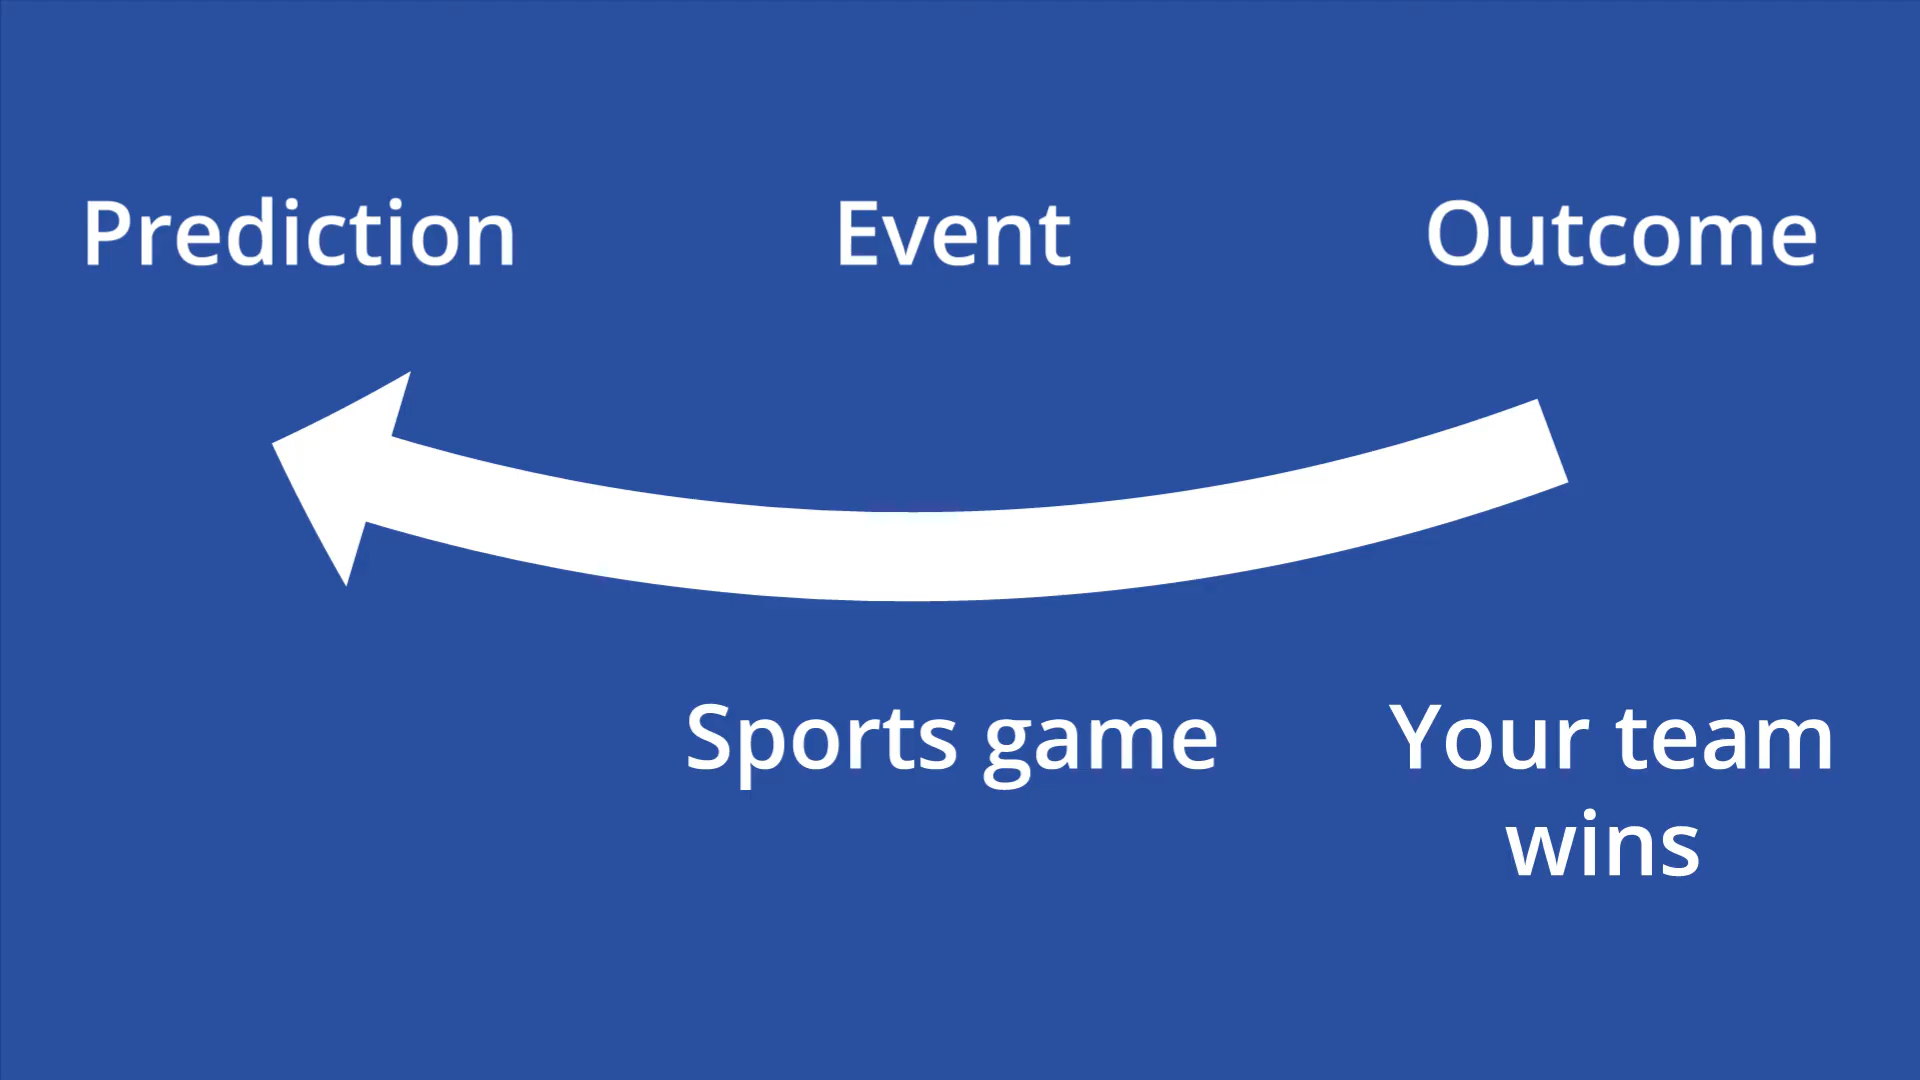 Prediction
Event
Outcome
Sports game
Your team
wins